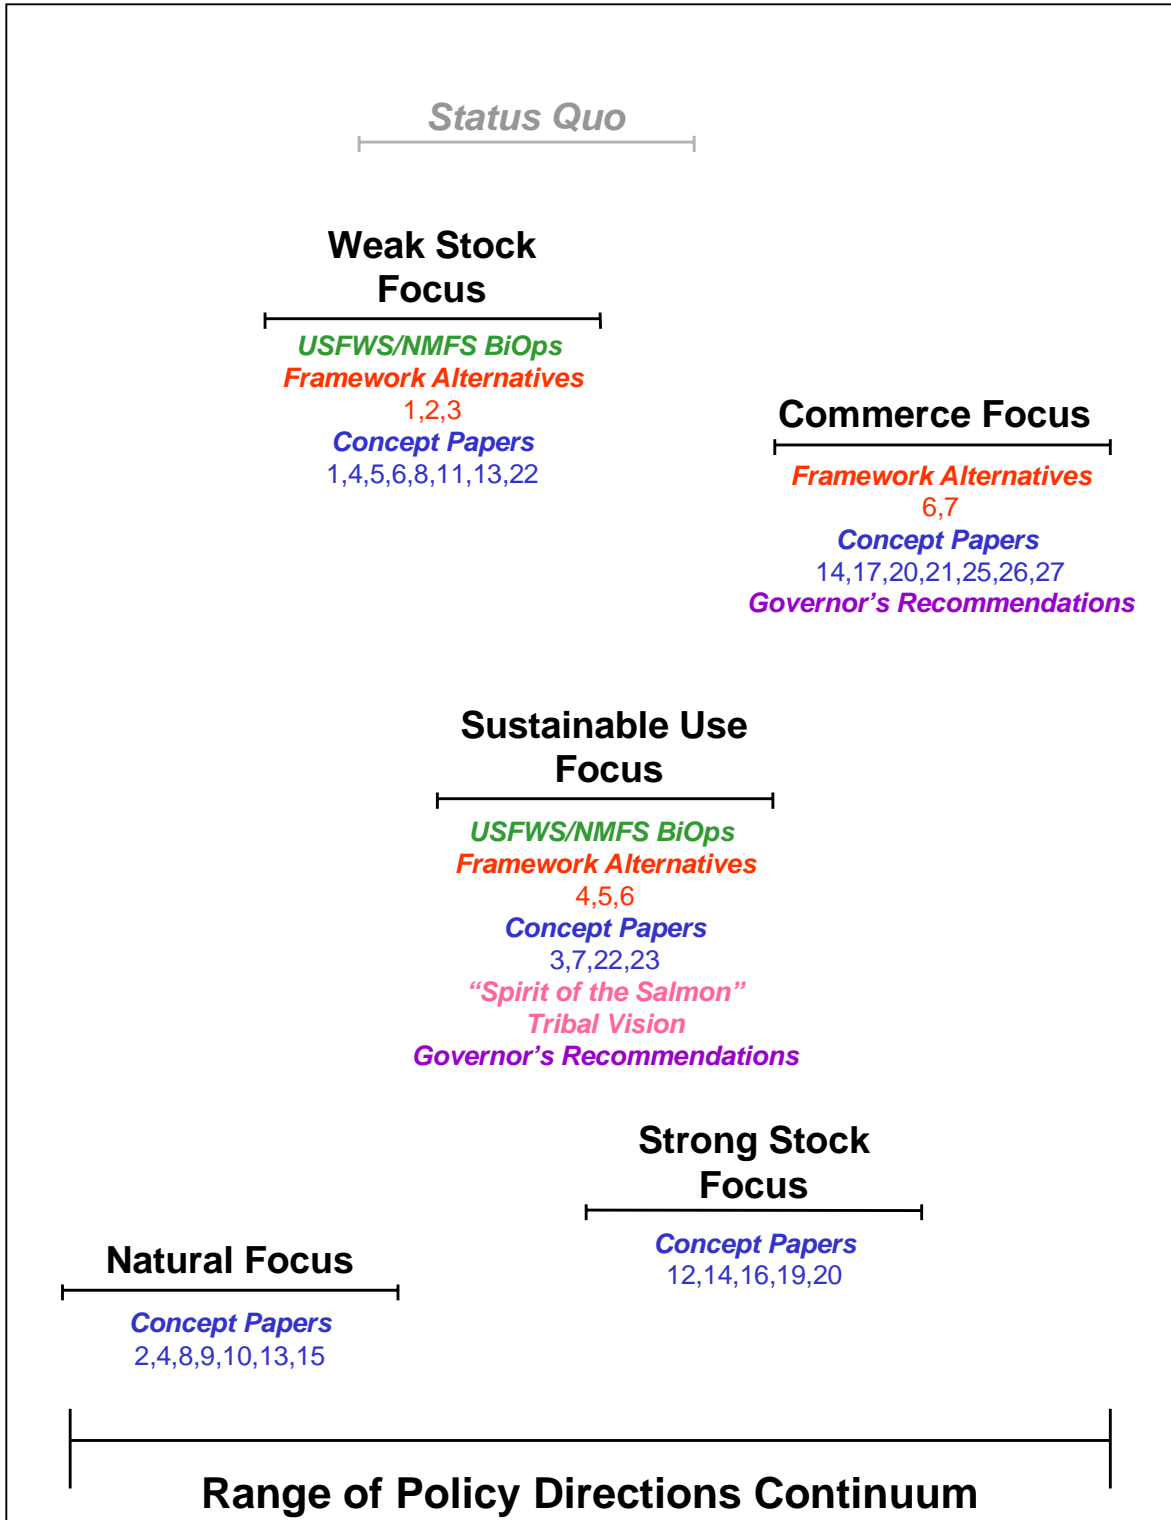 Status Quo
Weak Stock
Focus
USFWS/NMFS BiOps
Framework Alternatives
1,2,3
Concept Papers
1,4,5,6,8,11,13,22
Commerce Focus
Framework Alternatives
6,7
Concept Papers
14,17,20,21,25,26,27
Governor’s Recommendations
Sustainable Use
Focus
USFWS/NMFS BiOps
Framework Alternatives
4,5,6
Concept Papers
3,7,22,23
“Spirit of the Salmon”
Tribal Vision
Governor’s Recommendations
Strong Stock
Focus
Concept Papers
12,14,16,19,20
Natural Focus
Concept Papers
2,4,8,9,10,13,15
Range of Policy Directions Continuum